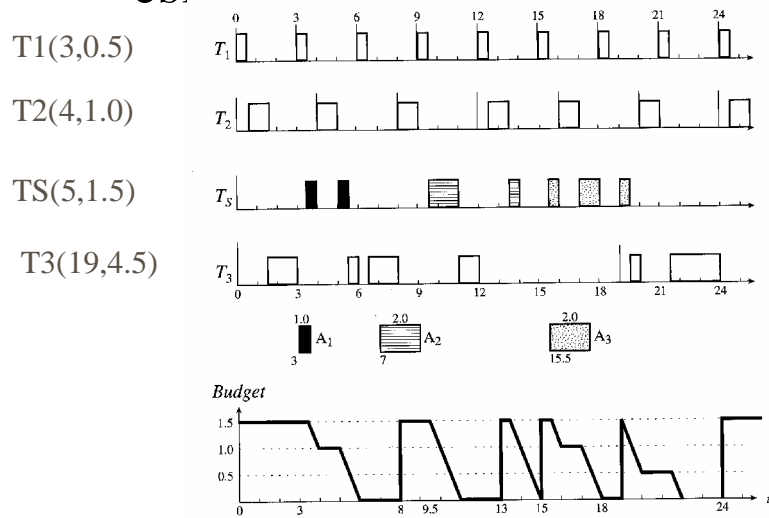 T1(3,0.5)
0 3 6 9 12 15 18 21 24
T1
T2(4,1.0)
T2
TS(5,1.5)
TS
T3(19,4.5)
T3
0 3 6 9 12 15 18 21 24
1.0 2.0 2.0
A1 A2 A3
3 7 15.5
Budget
1.5
1.0
0.5
0 3 8 9.5 13 15 18 24 t